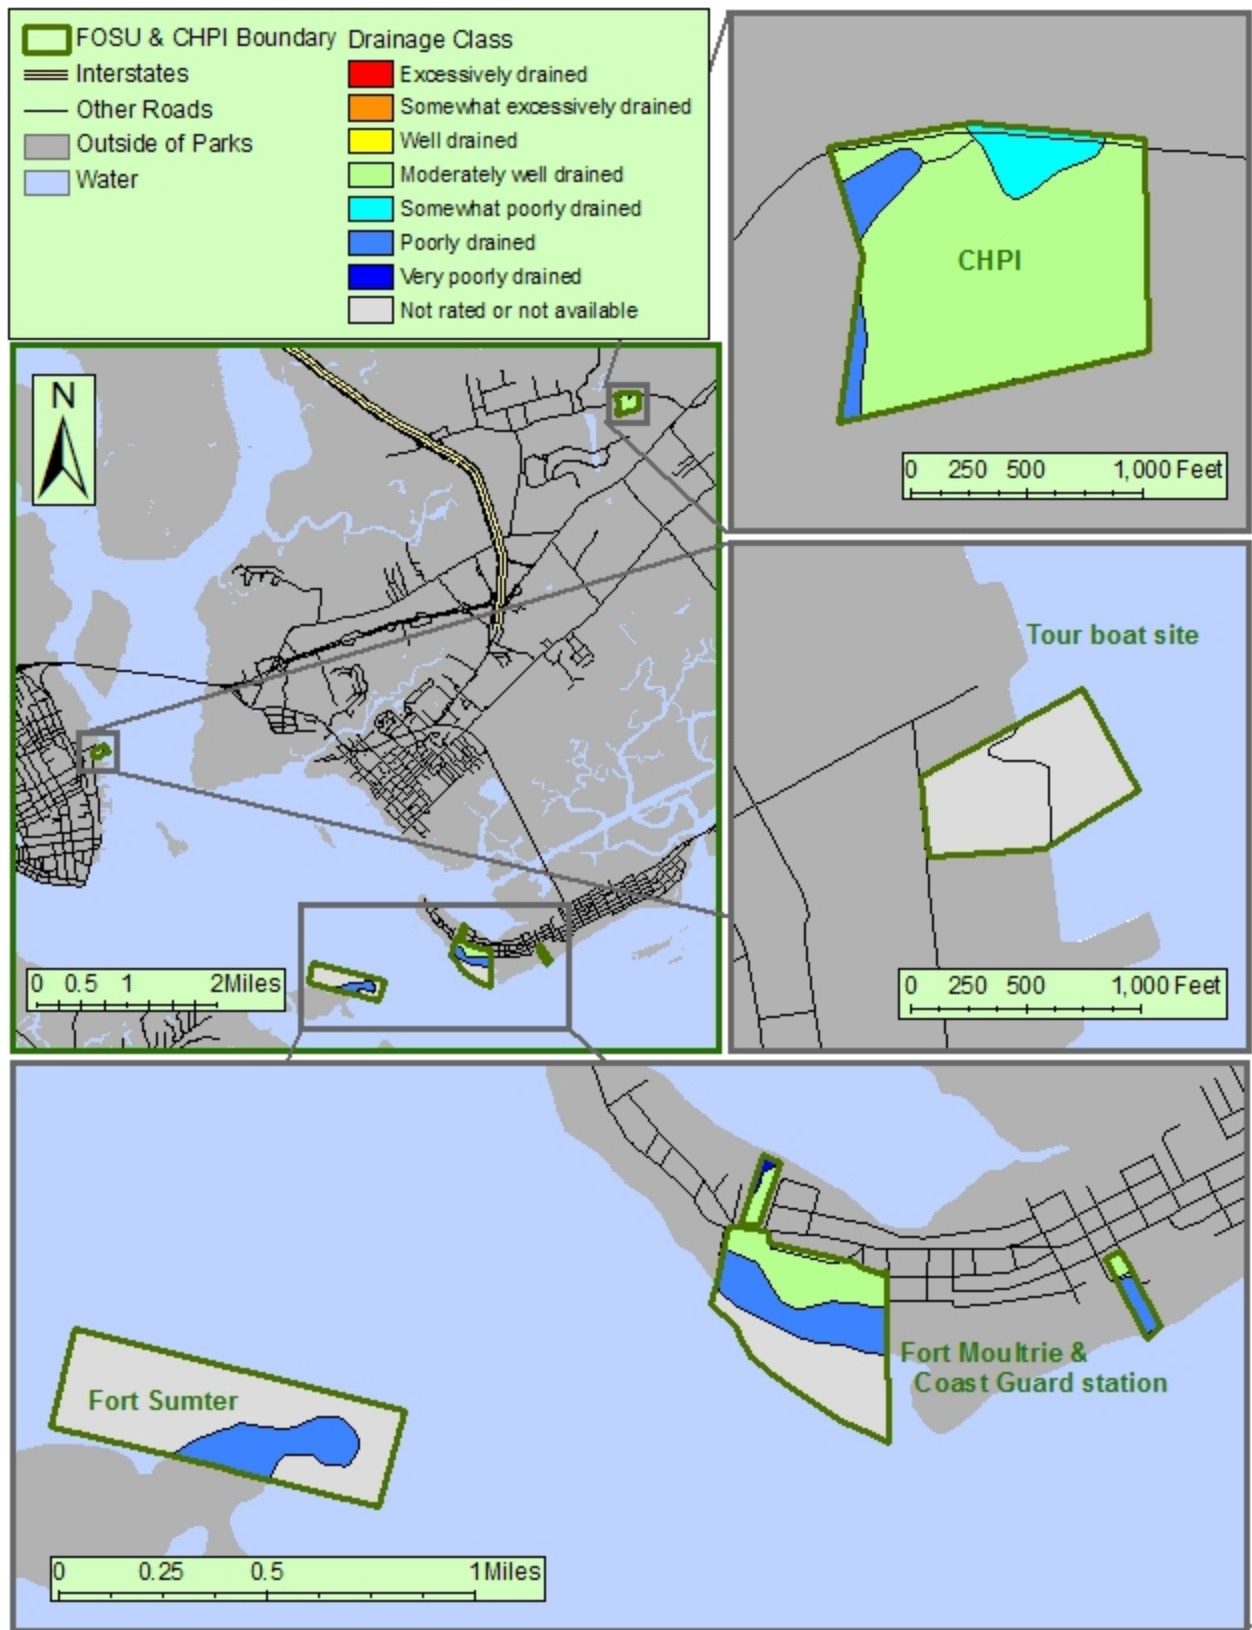 FOSU & CHPI Boundary
Interstates
Other Roads
Outside of Parks
Water
Drainage Class
Excessively drained
Somewhat excessively drained
Well drained
Moderately well drained
Somewhat poorly drained
Poorly drained
Very poorly drained
Not rated or not available
CHPI
0 250 500 1,000 Feet
N
0 0.5 1 2Miles
Tour boat site
0 250 500 1,000 Feet
Fort Sumter
Fort Moultrie &
Coast Guard station
0 0.25 0.5 1Miles